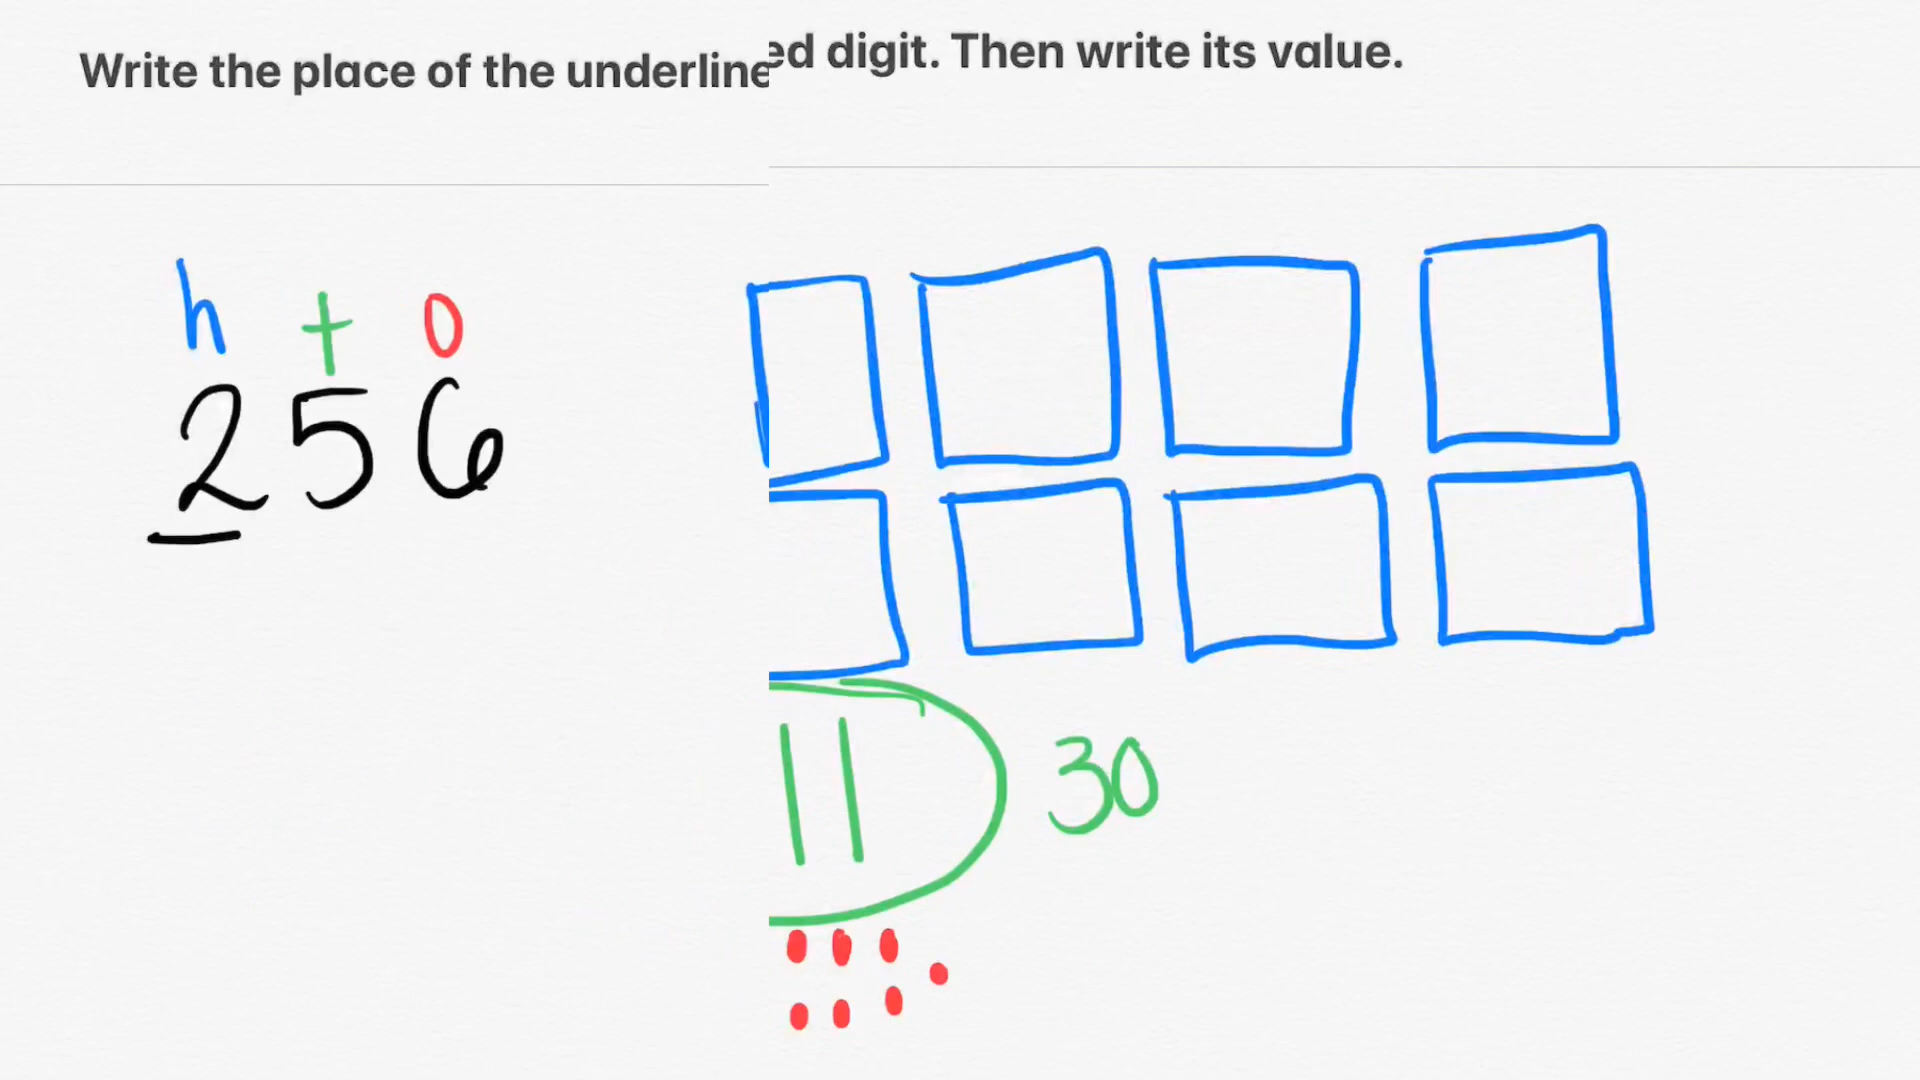 Write the place of the underlined digit. Then write its value.
h t o
256
30